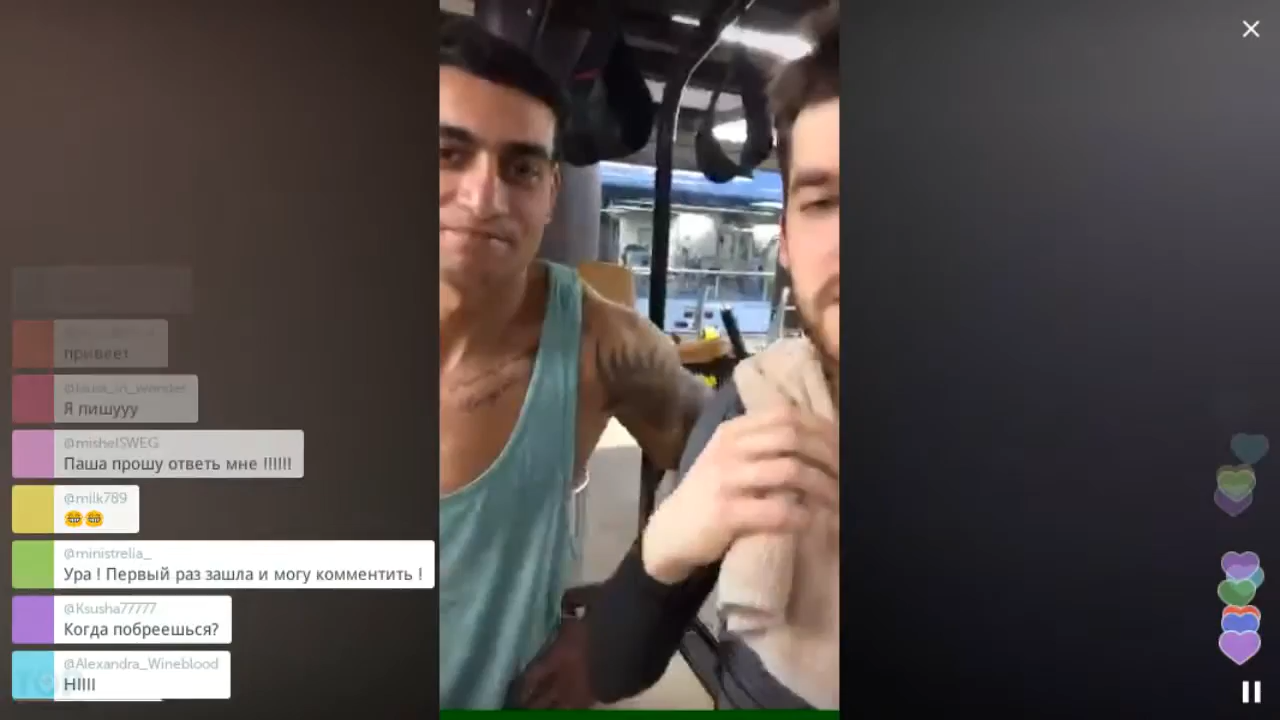 привеет
Я пишууу
@mishelSWEG
Паша прошу ответь мне !!!!!!
@milk789
@ministrelia_
Ура ! Первый раз зашла и могу комментить !
@Ksusha77777
Когда побреешься?
@Alexandra_Wineblood
HIIII